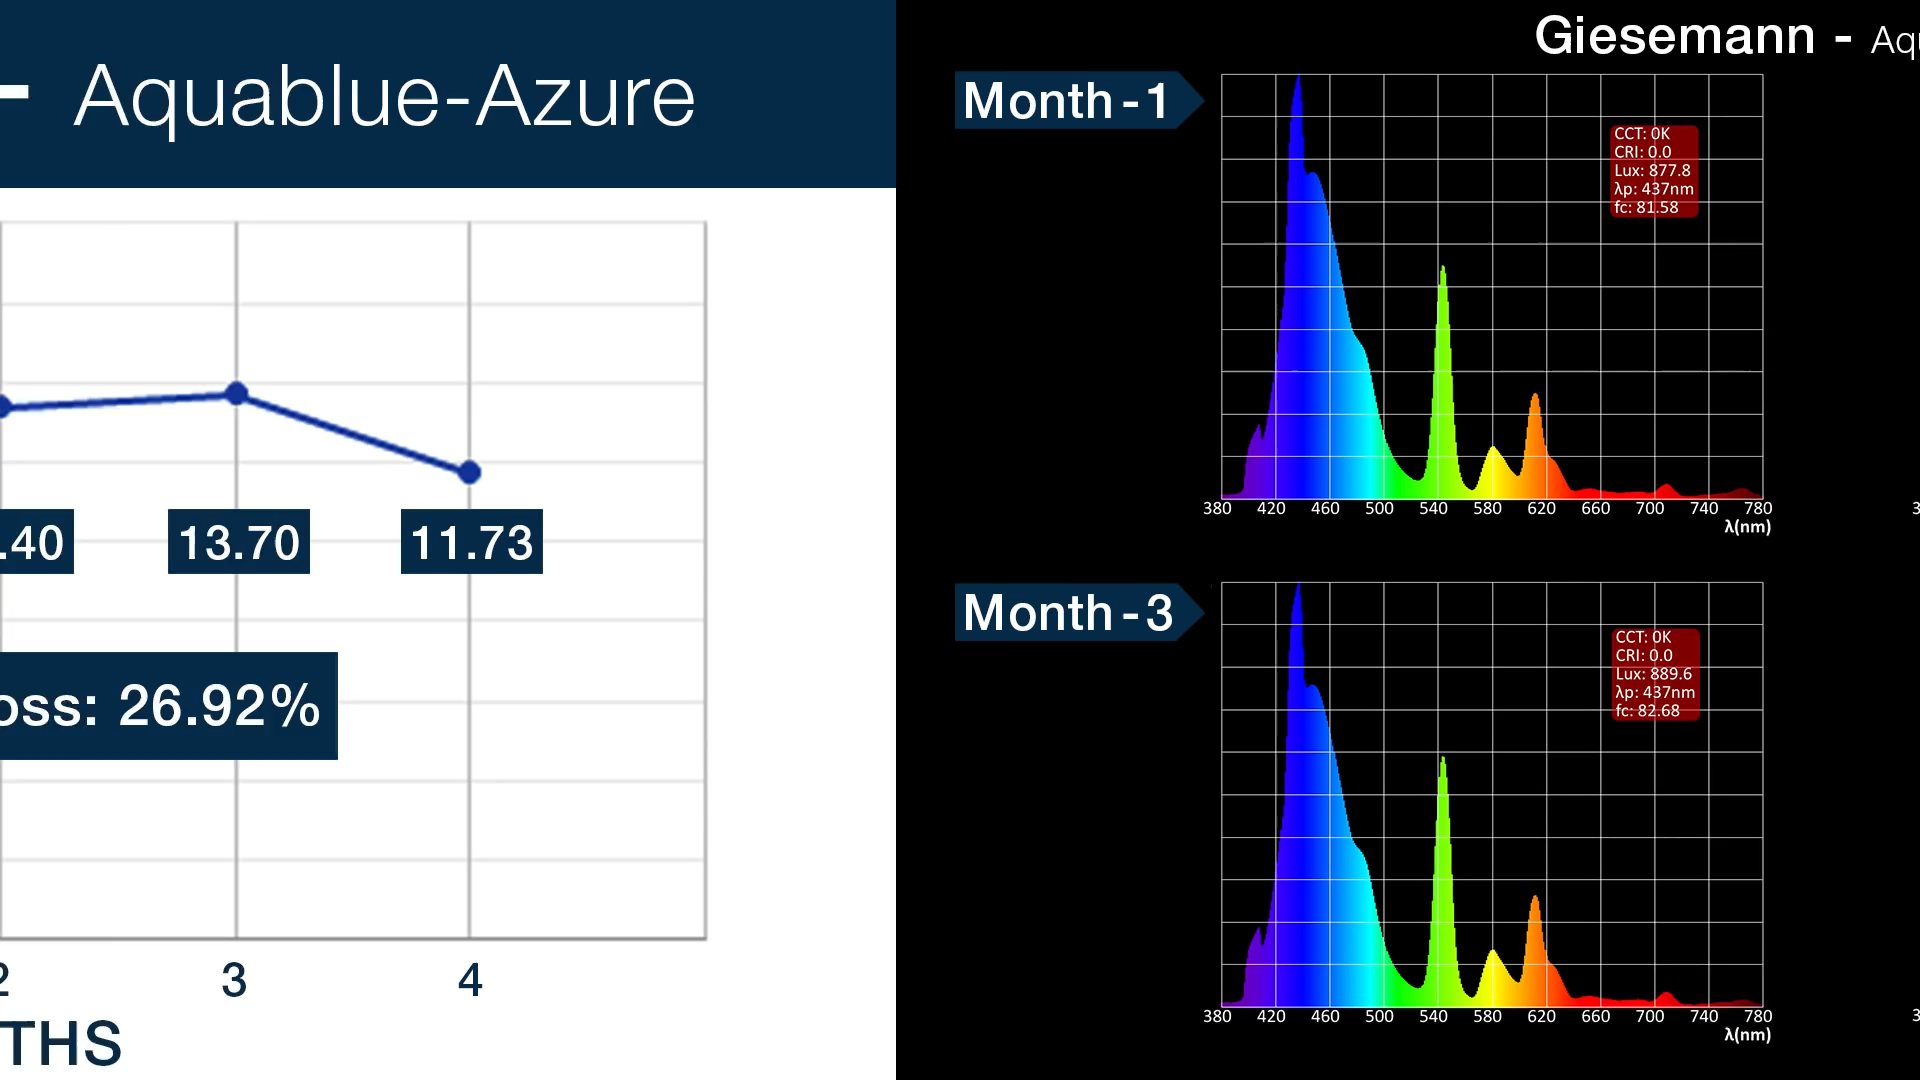 - Aquablue-Azure
.40
13.70
11.73
oss: 26.92%
2
3
4
THS
Giesemann - Aq
Month-1
CCT: 0K
CRI: 0.0
Lux: 877.8
λp: 437nm
fc: 81.58
380 420 460 500 540 580 620 660 700 740 780
λ(nm)
Month-3
CCT: 0K
CRI: 0.0
Lux: 889.6
λp: 437nm
fc: 82.68
380 420 460 500 540 580 620 660 700 740 780
λ(nm)